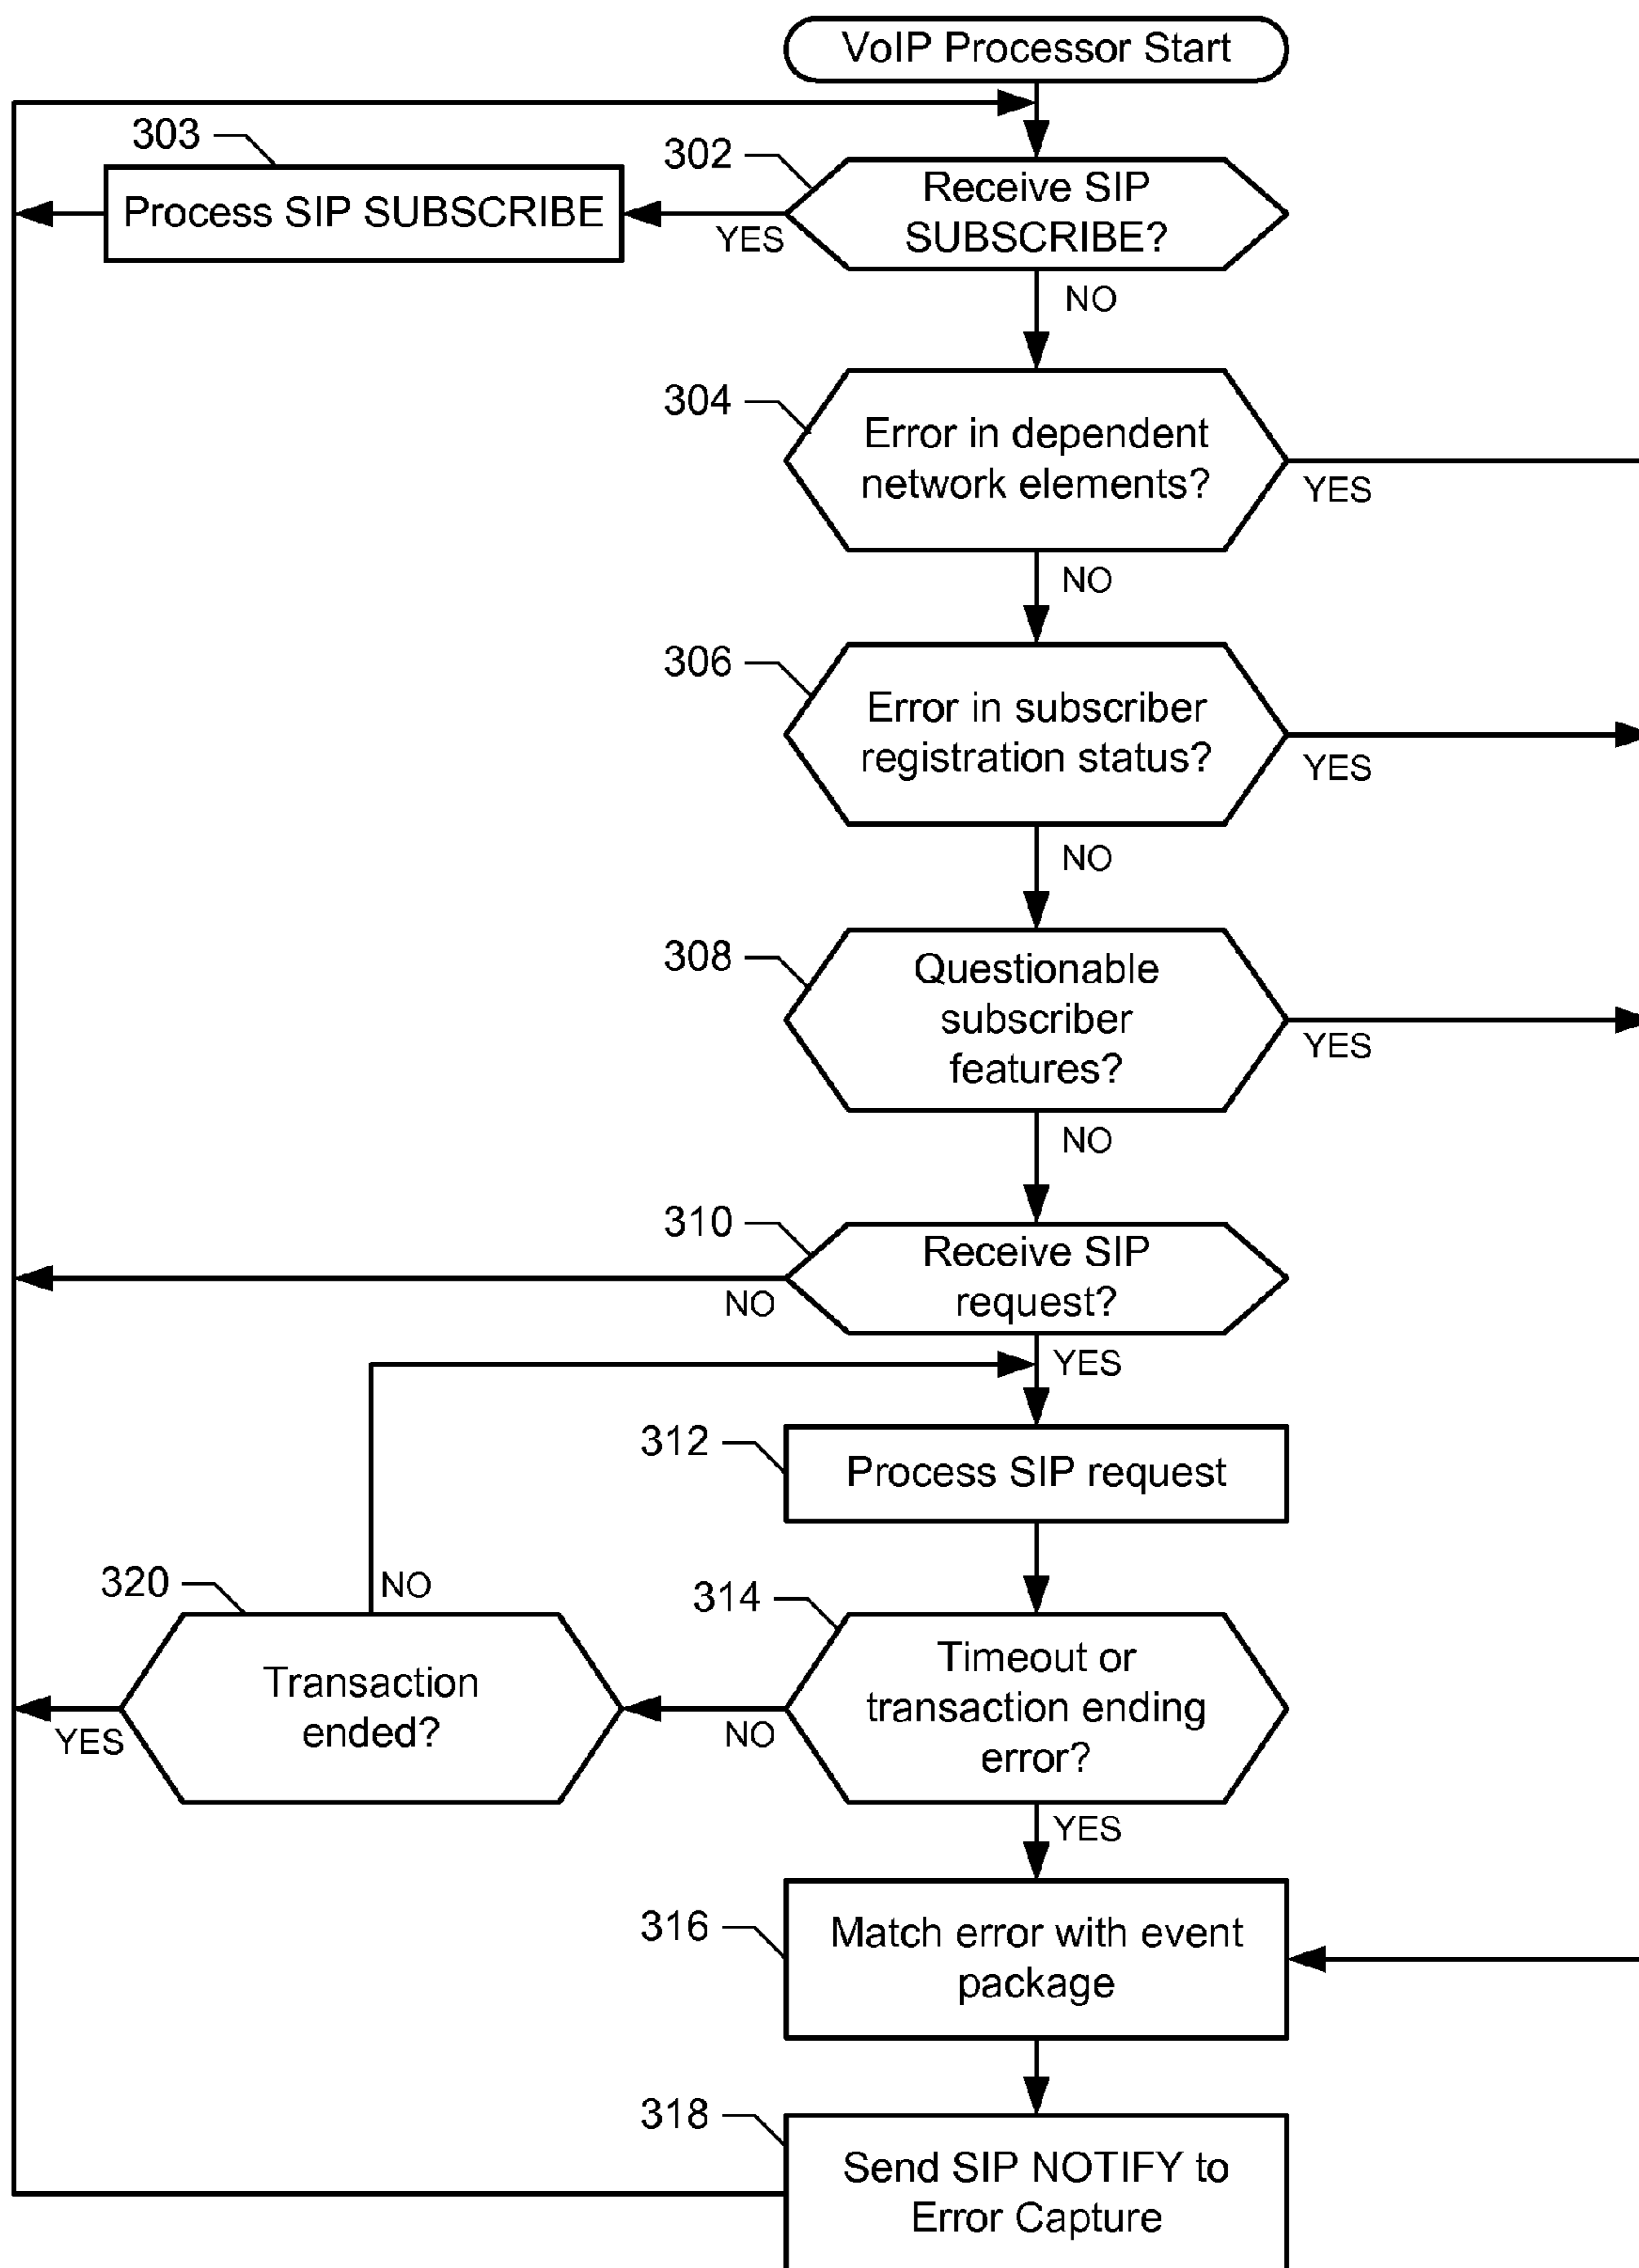 VoIP Processor Start
303
302
Receive SIP
SUBSCRIBE?
Process SIP SUBSCRIBE
YES
NO
304
Error in dependent
network elements?
YES
NO
306
Error in subscriber
registration status?
YES
NO
308
Questionable
subscriber
features?
YES
NO
310
Receive SIP
request?
NO
YES
312
Process SIP request
320
NO
314
Timeout or
transaction ending
error?
Transaction
ended?
YES
NO
YES
316
Match error with event
package
318
Send SIP NOTIFY to
Error Capture